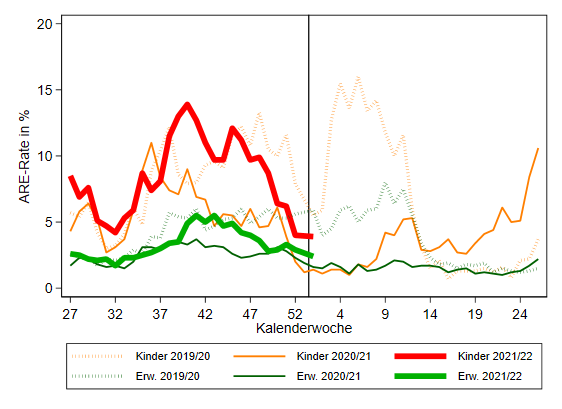 20
15
10
5
0
ARE-Rate in %
27 32 37 42 47 52 4 9 14 19 24
Kalenderwoche
Kinder 2019/20 Kinder 2020/21 Kinder 2021/22
Erw. 2019/20 Erw. 2020/21 Erw. 2021/22